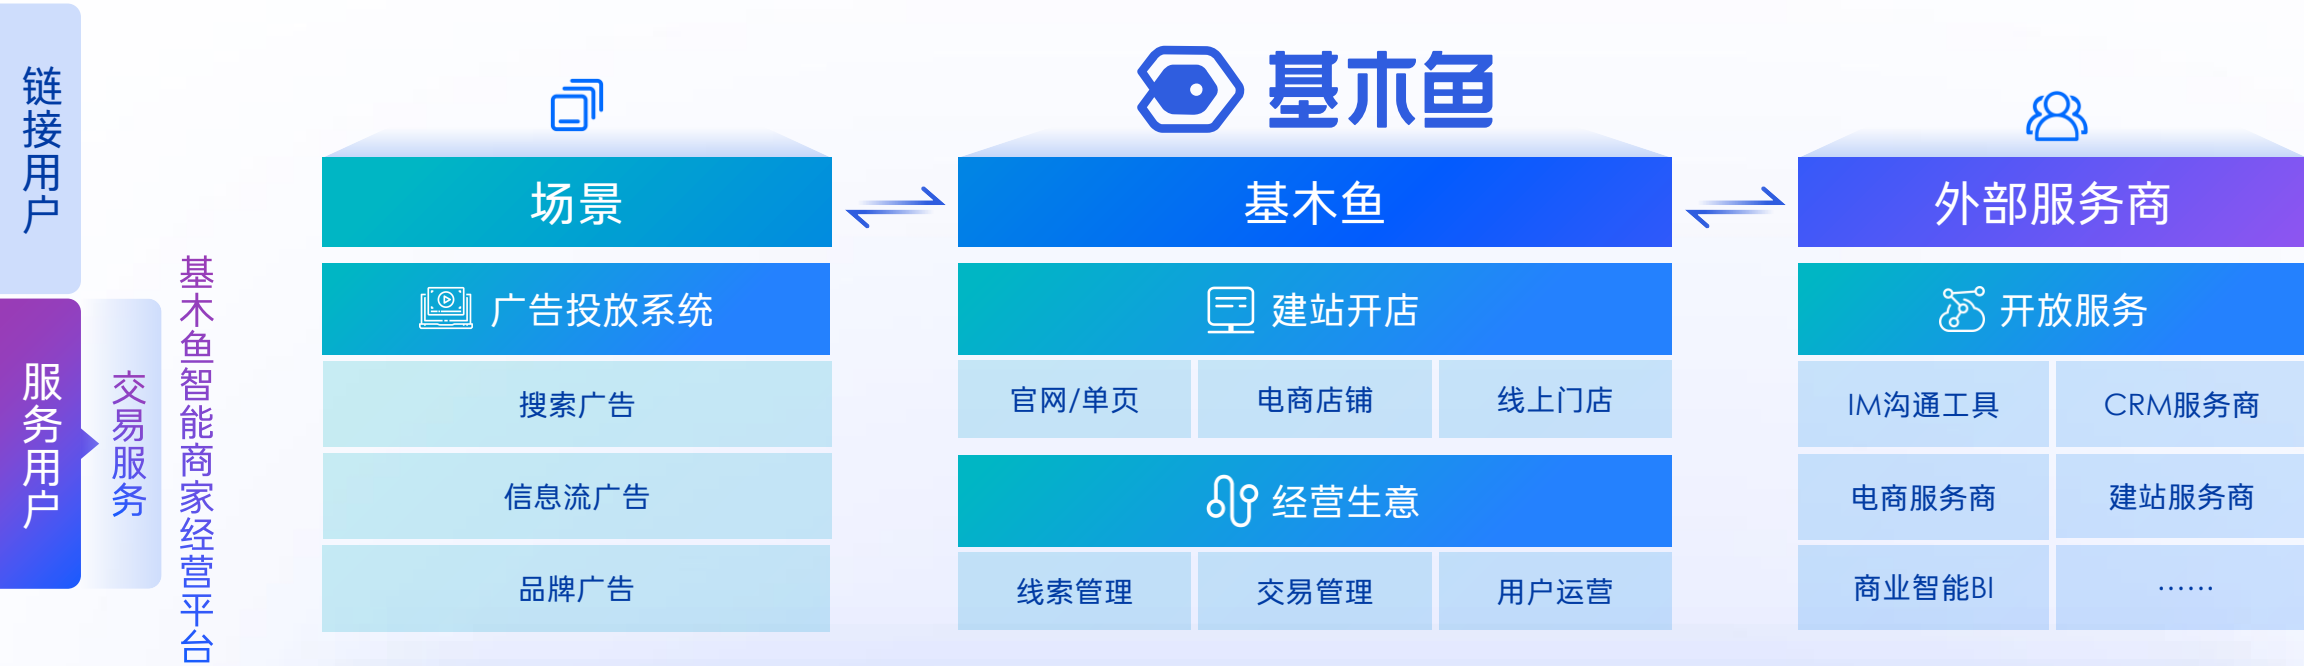 链接用户
服务用户
交易服务
基木鱼智能商家经营平台
基木鱼
场景
基木鱼
外部服务商
广告投放系统
搜索广告
信息流广告
品牌广告
建站开店
官网/单页
电商店铺
线上门店
经营生意
线索管理
交易管理
用户运营
开放服务
IM沟通工具
CRM服务商
电商服务商
建站服务商
商业智能BI
……